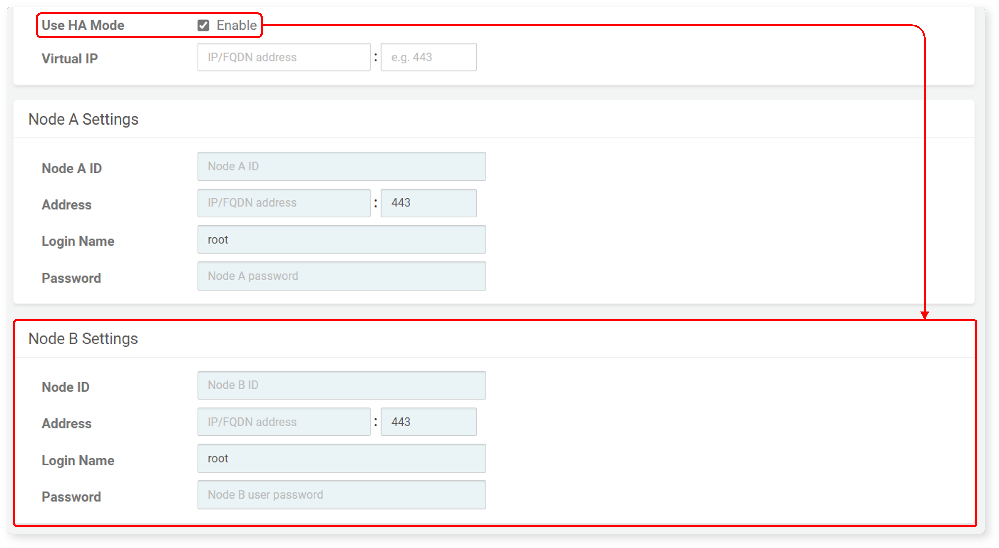 Use HA Mode Enable
Virtual IP IP/FQDN address : e.g. 443
Node A Settings
Node A ID Node A ID
Address IP/FQDN address : 443
Login Name root
Password Node A password
Node B Settings
Node ID Node B ID
Address IP/FQDN address : 443
Login Name root
Password Node B user password